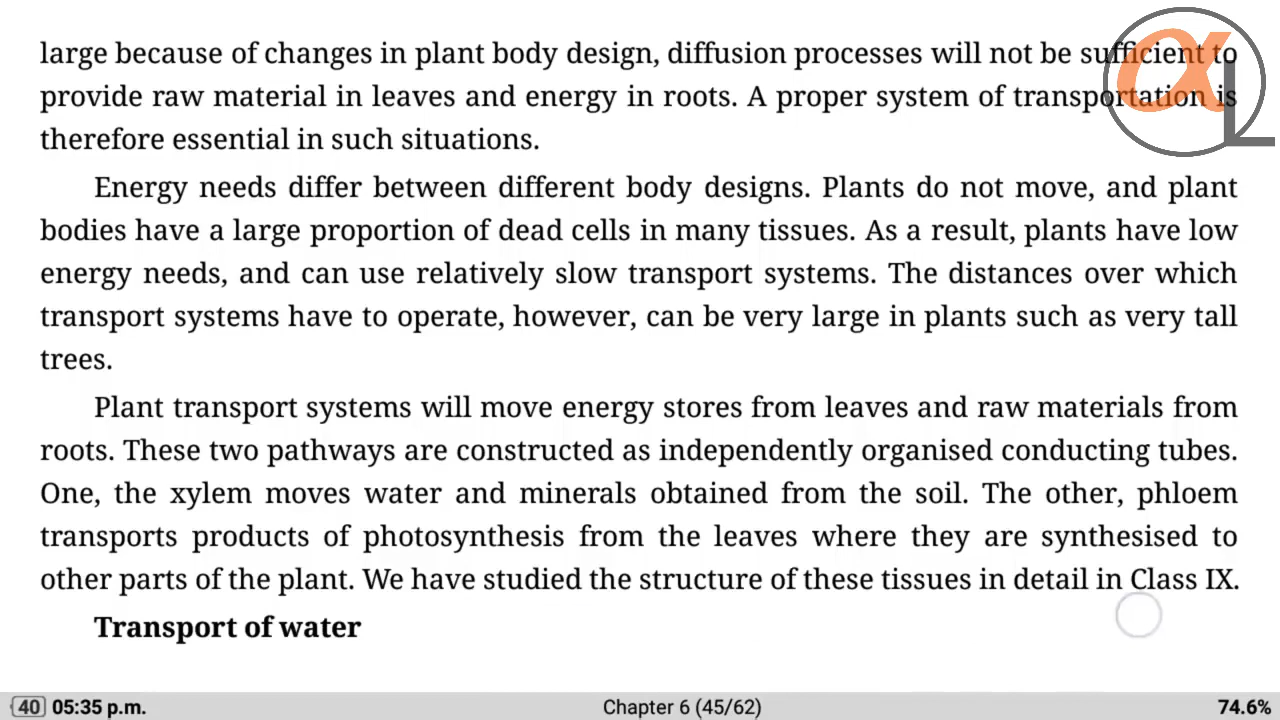 large because of changes in plant body design, diffusion processes will not be sufficient to
provide raw material in leaves and energy in roots. A proper system of transportation is
therefore essential in such situations.
Energy needs differ between different body designs. Plants do not move, and plant
bodies have a large proportion of dead cells in many tissues. As a result, plants have low
energy needs, and can use relatively slow transport systems. The distances over which
transport systems have to operate, however, can be very large in plants such as very tall
trees.
Plant transport systems will move energy stores from leaves and raw materials from
roots. These two pathways are constructed as independently organised conducting tubes.
One, the xylem moves water and minerals obtained from the soil. The other, phloem
transports products of photosynthesis from the leaves where they are synthesised to
other parts of the plant. We have studied the structure of these tissues in detail in Class IX.
Transport of water
40 05:35 p.m. Chapter 6 (45/62) 74.6%
αL